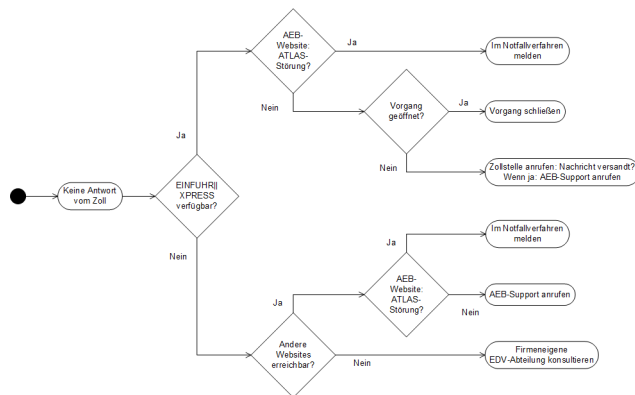 AEB-
Website:
ATLAS-
Störung?
Ja
Im Notfallverfahren
melden
Nein
Vorgang
geöffnet?
Ja
Vorgang schließen
Ja
Nein
Zollstelle anrufen: Nachricht versandt?
Wenn ja: AEB-Support anrufen
Keine Antwort
vom Zoll
EINFUHR||
XPRESS
verfügbar?
Im Notfallverfahren
melden
Ja
Nein
AEB-
Website:
ATLAS-
Störung?
AEB-Support anrufen
Ja
Nein
Andere
Websites
erreichbar?
Nein
Firmeneigene
EDV-Abteilung konsultieren